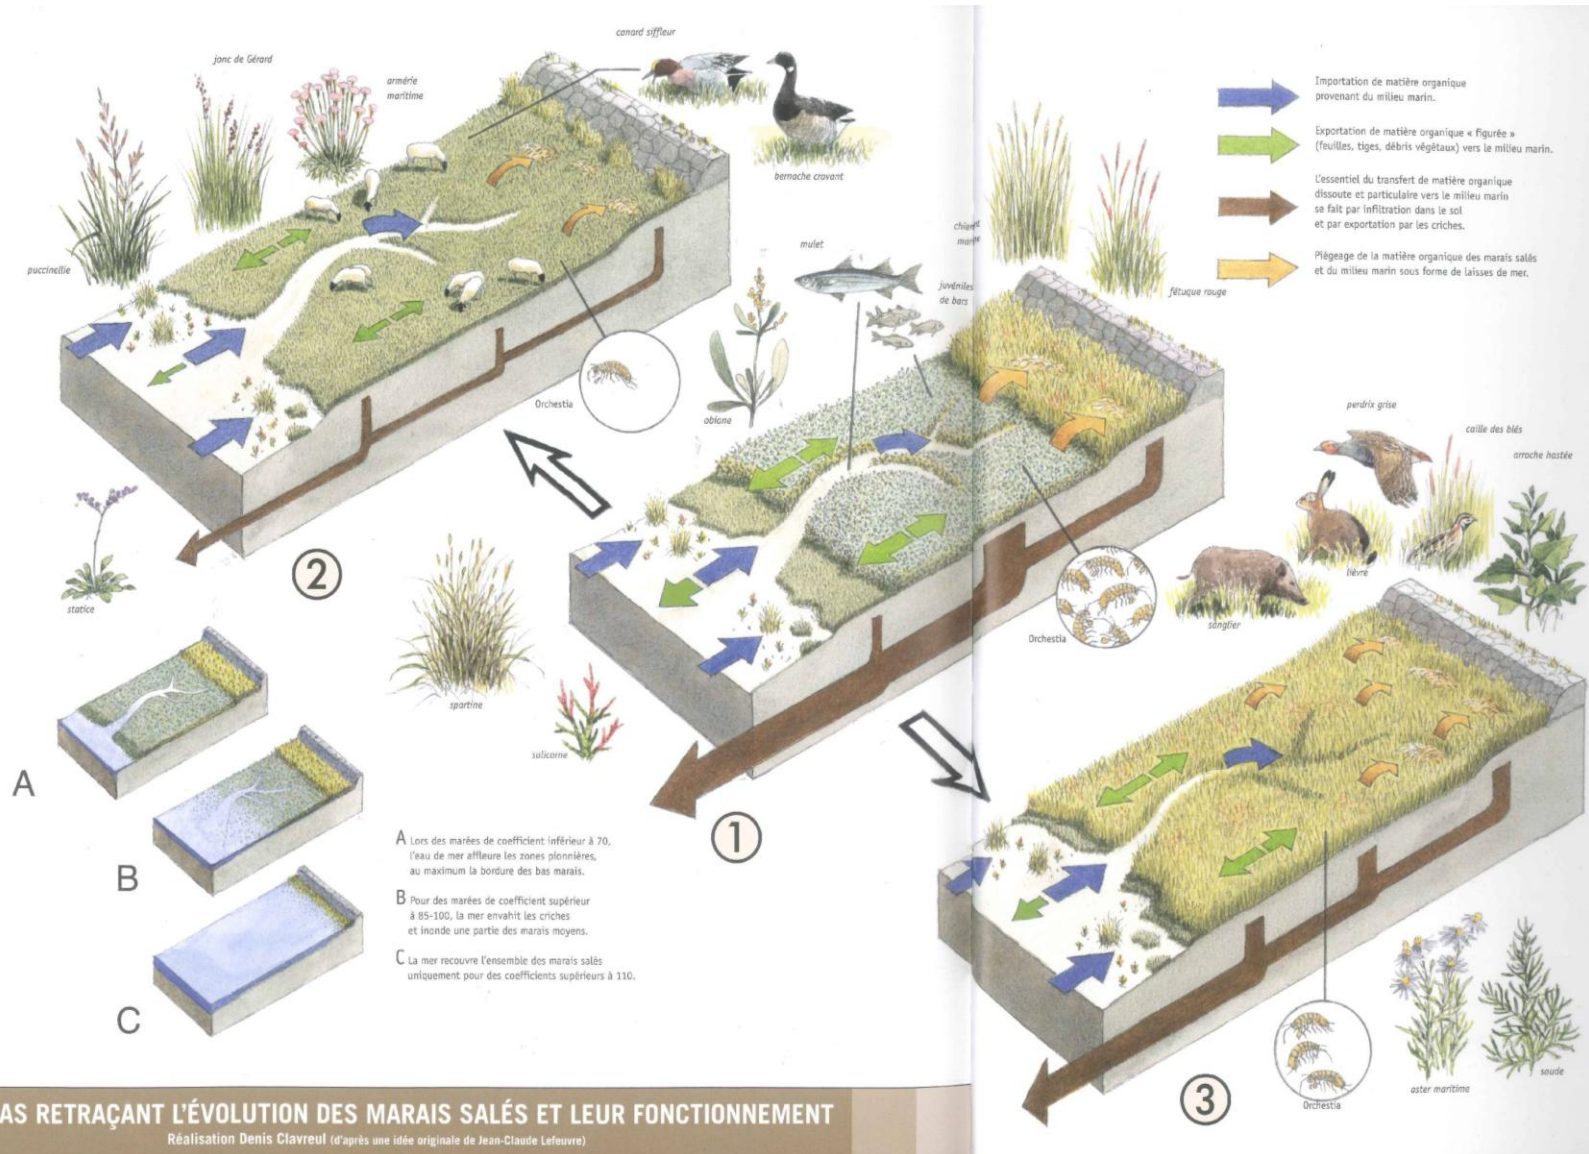 canard siffleur
jonc de Gérard
armérie
maritime
bernache cravant
puccinellie
mulet
juvéniles
de bars
Orchestia
obione
2
statice
spartine
salicorne
1
Importation de matière organique
provenant du milieu marin.
Exportation de matière organique « figurée »
(feuilles, tiges, débris végétaux) vers le milieu marin.
L'essentiel du transfert de matière organique
dissoute et particulaire vers le milieu marin
se fait par infiltration dans le sol
et par exportation par les criches.
Piègeage de la matière organique des marais salés
et du milieu marin sous forme de laisses de mer.
fétuque rouge
perdrix grise
caille des blés
arroche hastée
lièvre
sanglier
Orchestia
A
B
C
A Lors des marées de coefficient inférieur à 70,
l'eau de mer affleure les zones pionnières,
au maximum la bordure des bas marais.
B Pour des marées de coefficient supérieur
à 85-100, la mer envahit les criches
et inonde une partie des marais moyens.
C La mer recouvre l'ensemble des marais salés
uniquement pour des coefficients supérieurs à 110.
3
Orchestia
aster maritime
soude
AS RETRAÇANT L'ÉVOLUTION DES MARAIS SALÉS ET LEUR FONCTIONNEMENT
Réalisation Denis Clavreul (d'après une idée originale de Jean-Claude Lefeuvre)